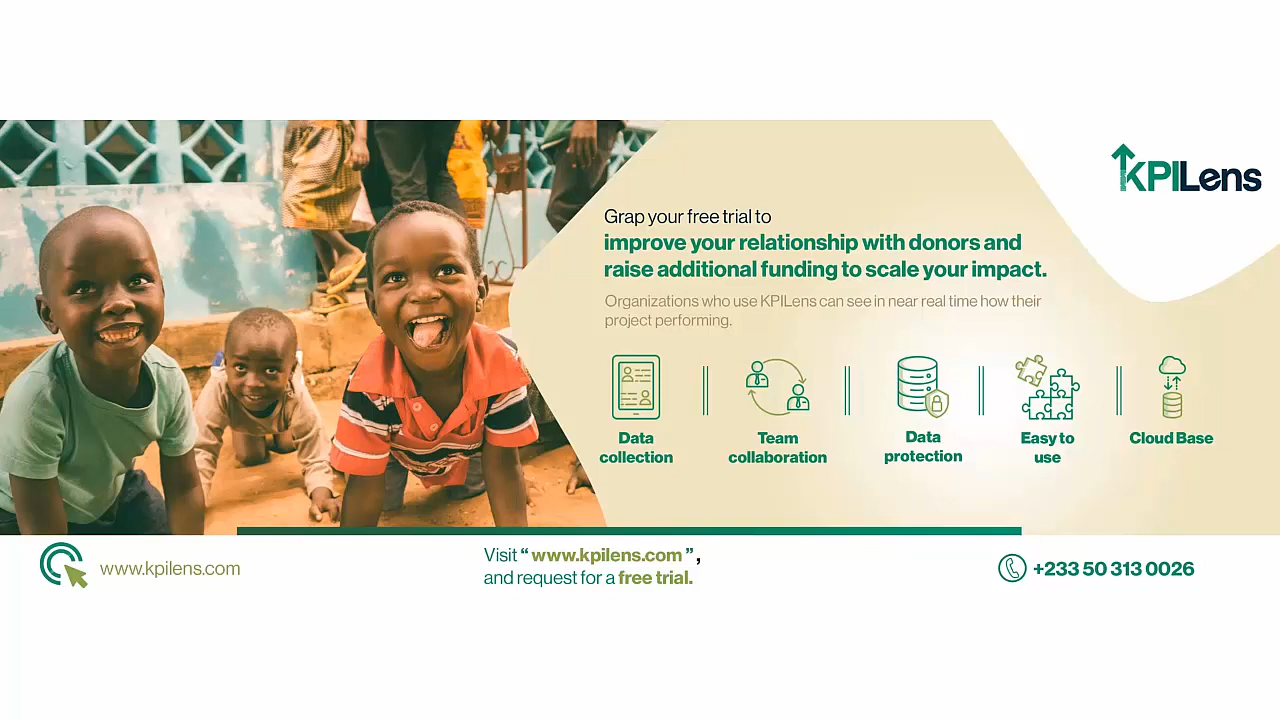 KPILens
Grap your free trial to
improve your relationship with donors and
raise additional funding to scale your impact.
Organizations who use KPILens can see in near real time how their
project performing.
Data
collection
Team
collaboration
Data
protection
Easy to
use
Cloud Base
www.kpilens.com
Visit “ www.kpilens.com ” ,
and request for a free trial.
+233 50 313 0026